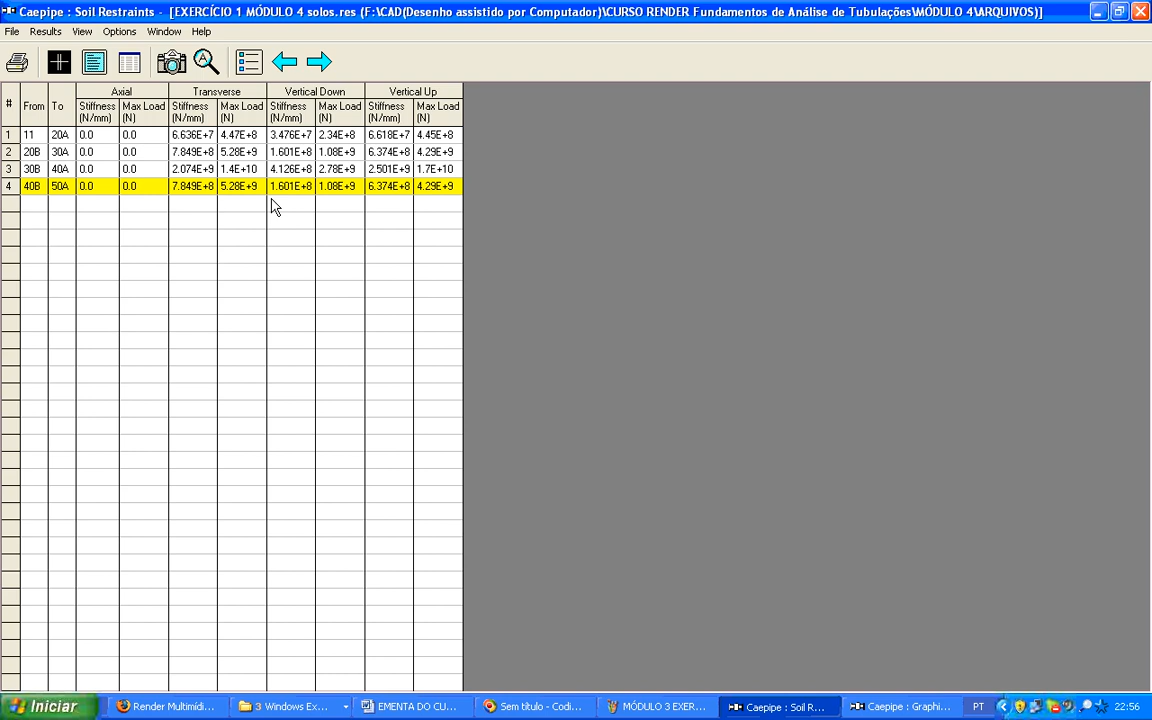 Caepipe : Soil Restraints - [EXERCÍCIO 1 MÓDULO 4 solos.res (F:\CAD(Desenho assistido por Computador)\CURSO RENDER Fundamentos de Análise de Tubulações\MÓDULO 4\ARQUIVOS)]
File Results View Options Window Help
# From To Axial Transverse Vertical Down Vertical Up
Stiffness Max Load Stiffness Max Load Stiffness Max Load Stiffness Max Load
(N/mm) (N) (N/mm) (N) (N/mm) (N) (N/mm) (N)
1 11 20A 0.0 0.0 6.636E+7 4.47E+8 3.476E+7 2.34E+8 6.618E+7 4.45E+8
2 20B 30A 0.0 0.0 7.849E+8 5.28E+9 1.601E+8 1.08E+9 6.374E+8 4.29E+9
3 30B 40A 0.0 0.0 2.074E+9 1.4E+10 4.126E+8 2.78E+9 2.501E+9 1.7E+10
4 40B 50A 0.0 0.0 7.849E+8 5.28E+9 1.601E+8 1.08E+9 6.374E+8 4.29E+9
Iniciar Render Multimídi... 3 Windows Ex... EMENTA DO CU... Sem título - Codi... MÓDULO 3 EXER... Caepipe : Soil R... Caepipe : Graphi... PT 22:56